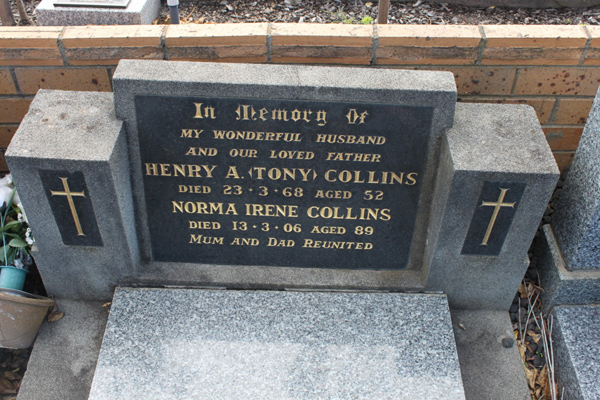 In Memory Of
MY WONDERFUL HUSBAND
AND OUR LOVED FATHER
HENRY A. (TONY) COLLINS
DIED 23·3·68 AGED 52
NORMA IRENE COLLINS
DIED 13·3·06 AGED 89
MUM AND DAD REUNITED